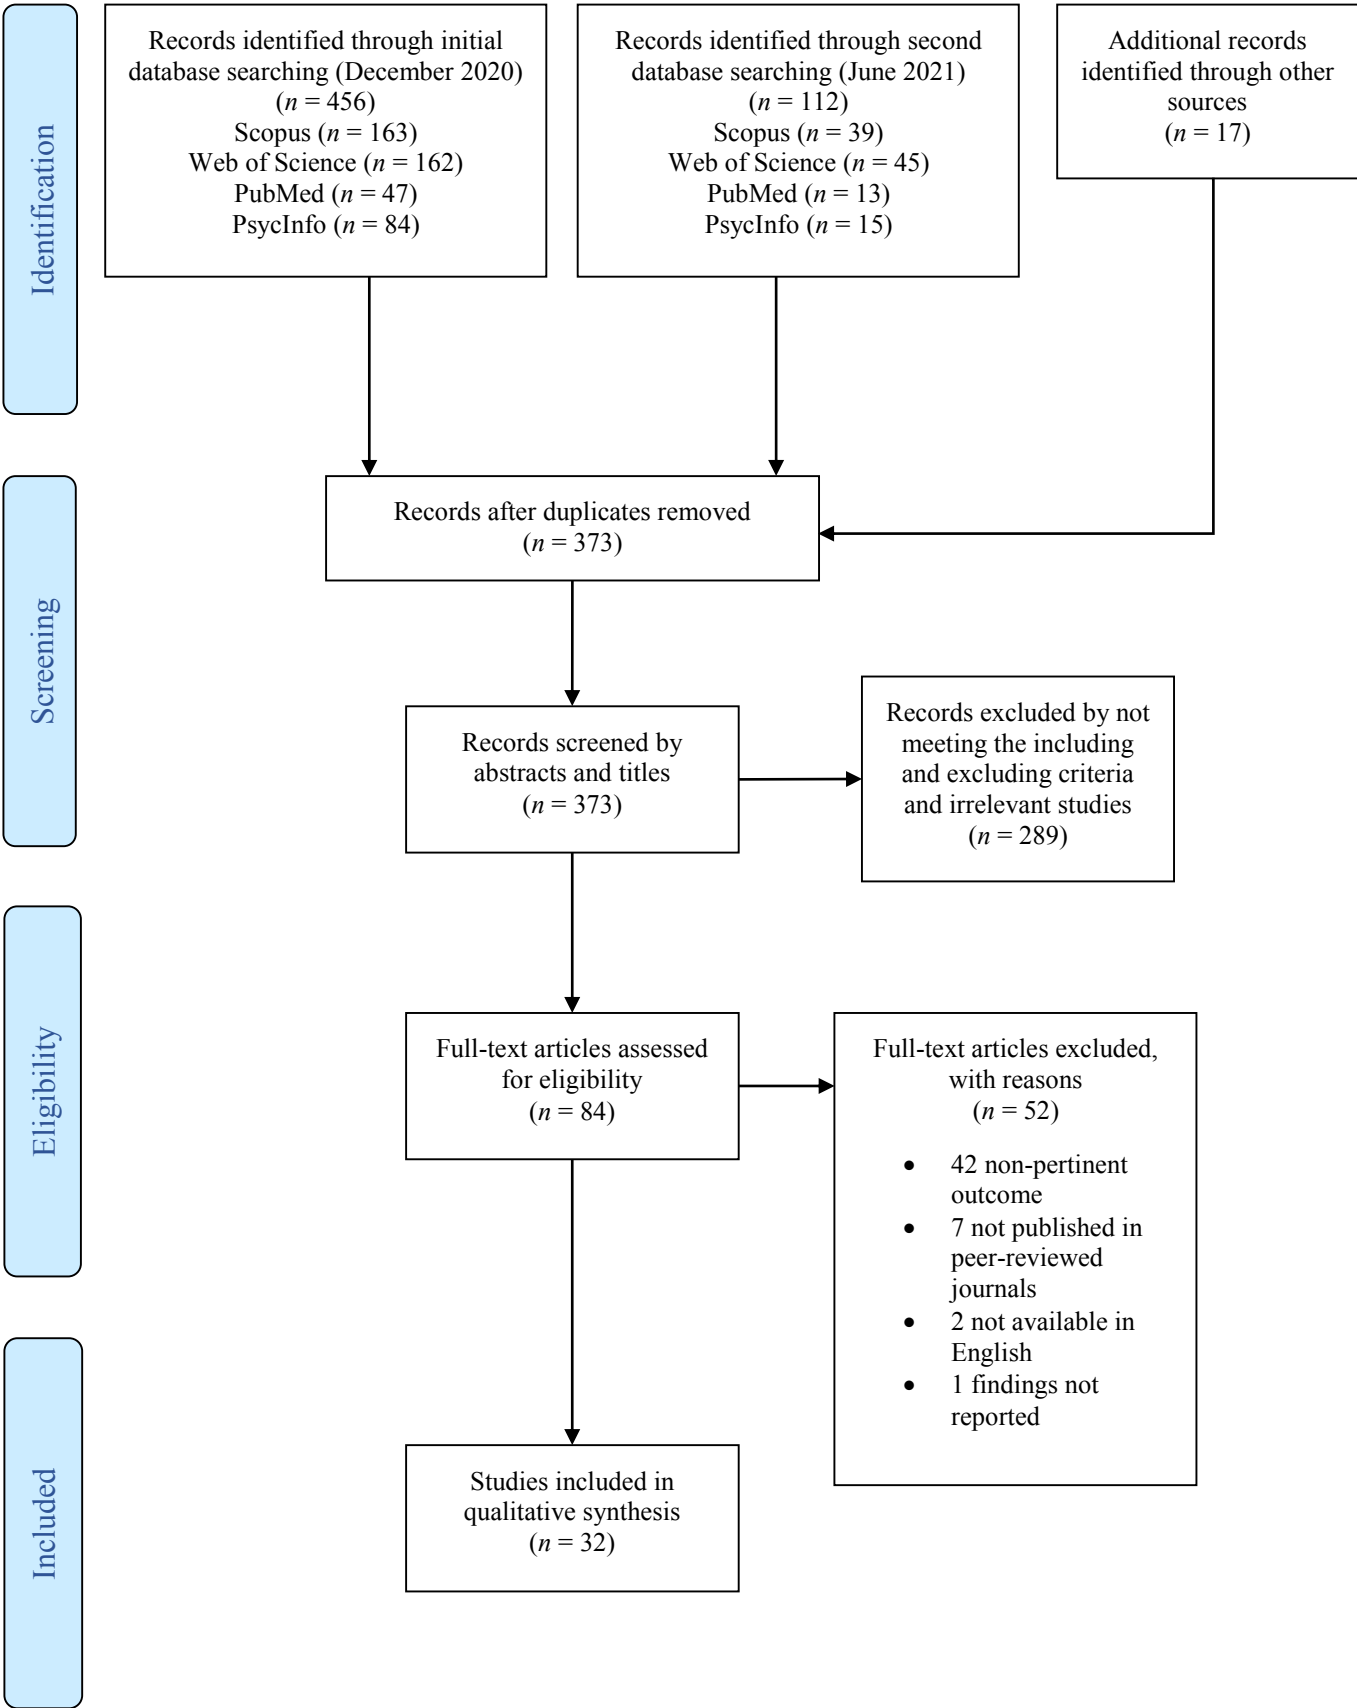 Identification
Records identified through initial
database searching (December 2020)
(n = 456)
Scopus (n = 163)
Web of Science (n = 162)
PubMed (n = 47)
PsycInfo (n = 84)
Records identified through second
database searching (June 2021)
(n = 112)
Scopus (n = 39)
Web of Science (n = 45)
PubMed (n = 13)
PsycInfo (n = 15)
Additional records
identified through other
sources
(n = 17)
Screening
Records after duplicates removed
(n = 373)
Records screened by
abstracts and titles
(n = 373)
Records excluded by not
meeting the including
and excluding criteria
and irrelevant studies
(n = 289)
Eligibility
Full-text articles assessed
for eligibility
(n = 84)
Full-text articles excluded,
with reasons
(n = 52)
• 42 non-pertinent
outcome
• 7 not published in
peer-reviewed
journals
• 2 not available in
English
• 1 findings not
reported
Included
Studies included in
qualitative synthesis
(n = 32)